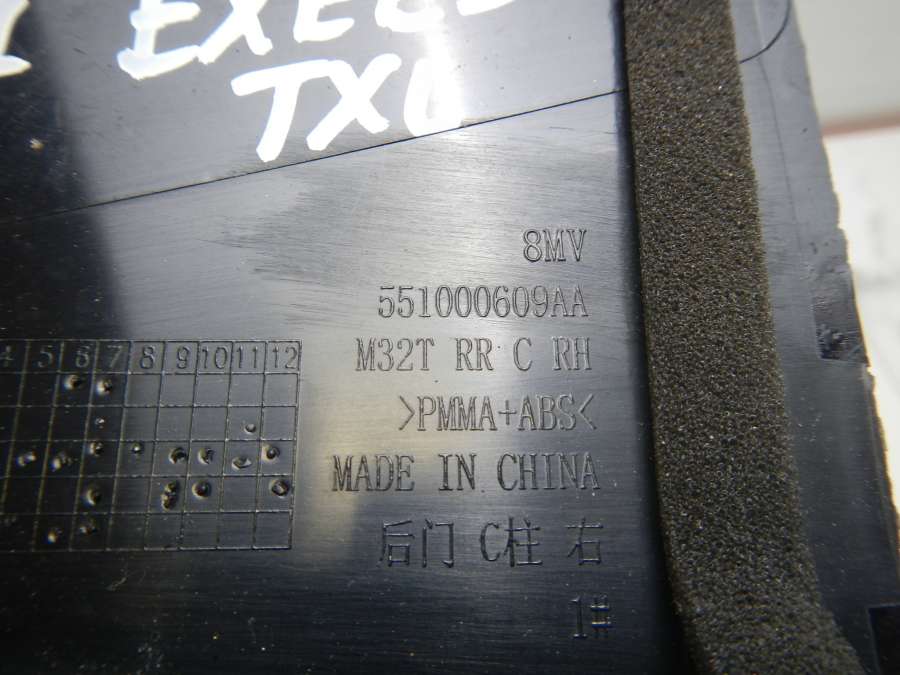 TXL
8MV
551000609AA
M32T RR C RH
4 5 6 7 8 9 10 11 12
>PMMA+ABS<
MADE IN CHINA
后门 C柱 右
1#